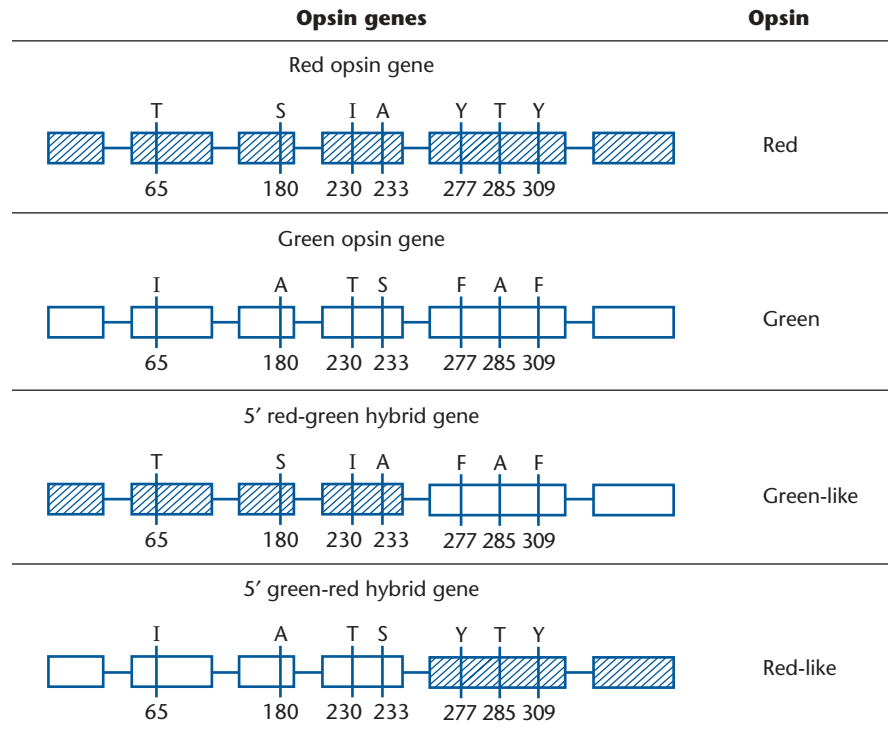 Opsin genes Opsin
Red opsin gene
T S I A Y T Y
Red
65 180 230 233 277 285 309
Green opsin gene
I A T S F A F
Green
65 180 230 233 277 285 309
5′ red-green hybrid gene
T S I A F A F
Green-like
65 180 230 233 277 285 309
5′ green-red hybrid gene
I A T S Y T Y
Red-like
65 180 230 233 277 285 309